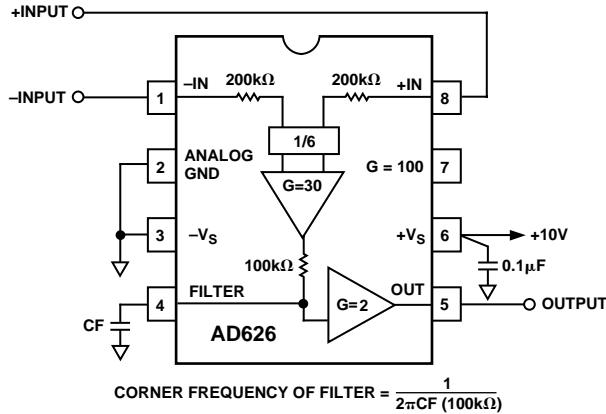 +INPUT
–INPUT
1
–IN
200kΩ
200kΩ
+IN
8
1/6
2
ANALOG
GND
G=30
G = 100
7
3
–VS
+VS
6
+10V
100kΩ
0.1µF
FILTER
4
CF
G=2
OUT
5
OUTPUT
AD626
CORNER FREQUENCY OF FILTER = 1
2πCF (100kΩ)